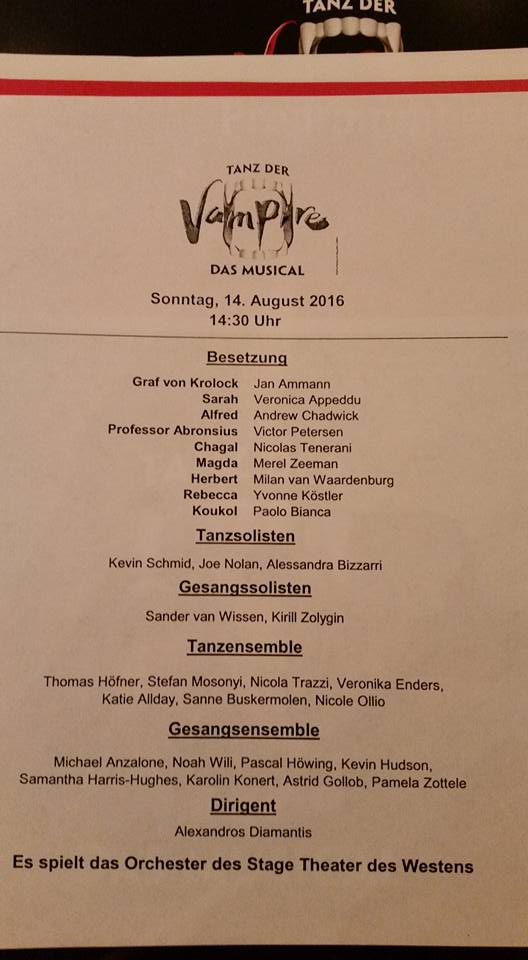 TANZ DER
TANZ DER
Vampire
DAS MUSICAL
Sonntag, 14. August 2016
14:30 Uhr
Besetzung
Graf von Krolock Jan Ammann
Sarah Veronica Appeddu
Alfred Andrew Chadwick
Professor Abronsius Victor Petersen
Chagal Nicolas Tenerani
Magda Merel Zeeman
Herbert Milan van Waardenburg
Rebecca Yvonne Köstler
Koukol Paolo Bianca
Tanzsolisten
Kevin Schmid, Joe Nolan, Alessandra Bizzarri
Gesangssolisten
Sander van Wissen, Kirill Zolygin
Tanzensemble
Thomas Höfner, Stefan Mosonyi, Nicola Trazzi, Veronika Enders,
Katie Allday, Sanne Buskermolen, Nicole Ollio
Gesangsensemble
Michael Anzalone, Noah Wili, Pascal Höwing, Kevin Hudson,
Samantha Harris-Hughes, Karolin Konert, Astrid Gollob, Pamela Zottele
Dirigent
Alexandros Diamantis
Es spielt das Orchester des Stage Theater des Westens